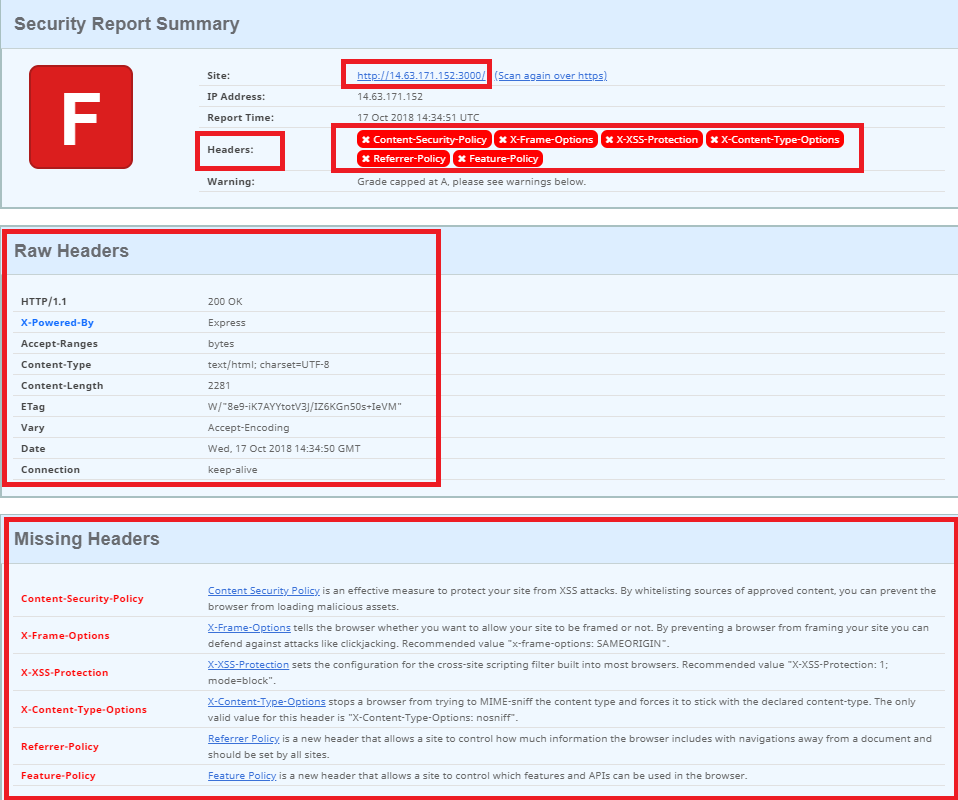 Security Report Summary
F
Site: http://14.63.171.152:3000/ (Scan again over https)
IP Address: 14.63.171.152
Report Time: 17 Oct 2018 14:34:51 UTC
Headers: ✖ Content-Security-Policy ✖ X-Frame-Options ✖ X-XSS-Protection ✖ X-Content-Type-Options
✖ Referrer-Policy ✖ Feature-Policy
Warning: Grade capped at A, please see warnings below.
Raw Headers
HTTP/1.1 200 OK
X-Powered-By Express
Accept-Ranges bytes
Content-Type text/html; charset=UTF-8
Content-Length 2281
ETag W/"8e9-iK7AYYtotV3J/IZ6KGn50s+IeVM"
Vary Accept-Encoding
Date Wed, 17 Oct 2018 14:34:50 GMT
Connection keep-alive
Missing Headers
Content-Security-Policy Content Security Policy is an effective measure to protect your site from XSS attacks. By whitelisting sources of approved content, you can prevent the
browser from loading malicious assets.
X-Frame-Options X-Frame-Options tells the browser whether you want to allow your site to be framed or not. By preventing a browser from framing your site you can
defend against attacks like clickjacking. Recommended value "x-frame-options: SAMEORIGIN".
X-XSS-Protection X-XSS-Protection sets the configuration for the cross-site scripting filter built into most browsers. Recommended value "X-XSS-Protection: 1;
mode=block".
X-Content-Type-Options X-Content-Type-Options stops a browser from trying to MIME-sniff the content type and forces it to stick with the declared content-type. The only
valid value for this header is "X-Content-Type-Options: nosniff".
Referrer-Policy Referrer Policy is a new header that allows a site to control how much information the browser includes with navigations away from a document and
should be set by all sites.
Feature-Policy Feature Policy is a new header that allows a site to control which features and APIs can be used in the browser.